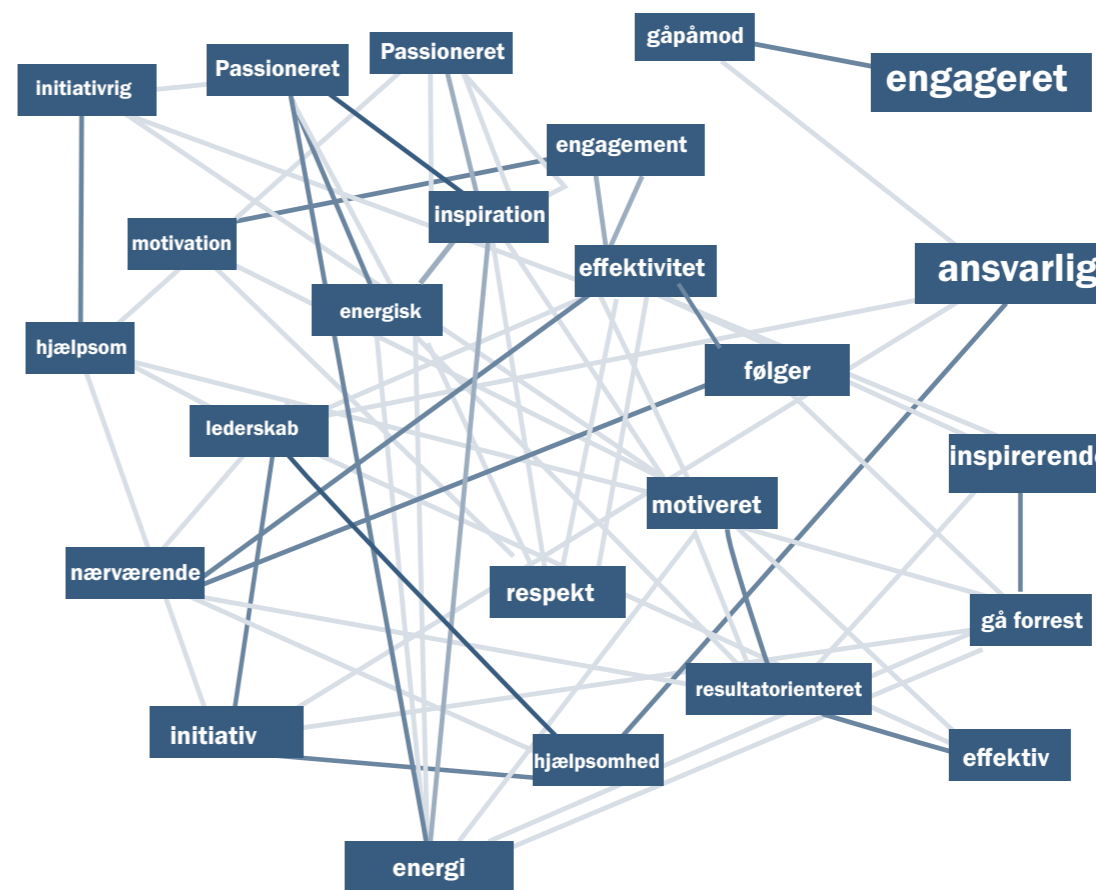 gåpåmod
Passioneret
Passioneret
engageret
initiativrig
engagement
inspiration
motivation
effektivitet
ansvarlig
energisk
hjælpsom
følger
lederskab
inspirerende
motiveret
nærværende
respekt
gå forrest
resultatorienteret
initiativ
hjælpsomhed
effektiv
energi